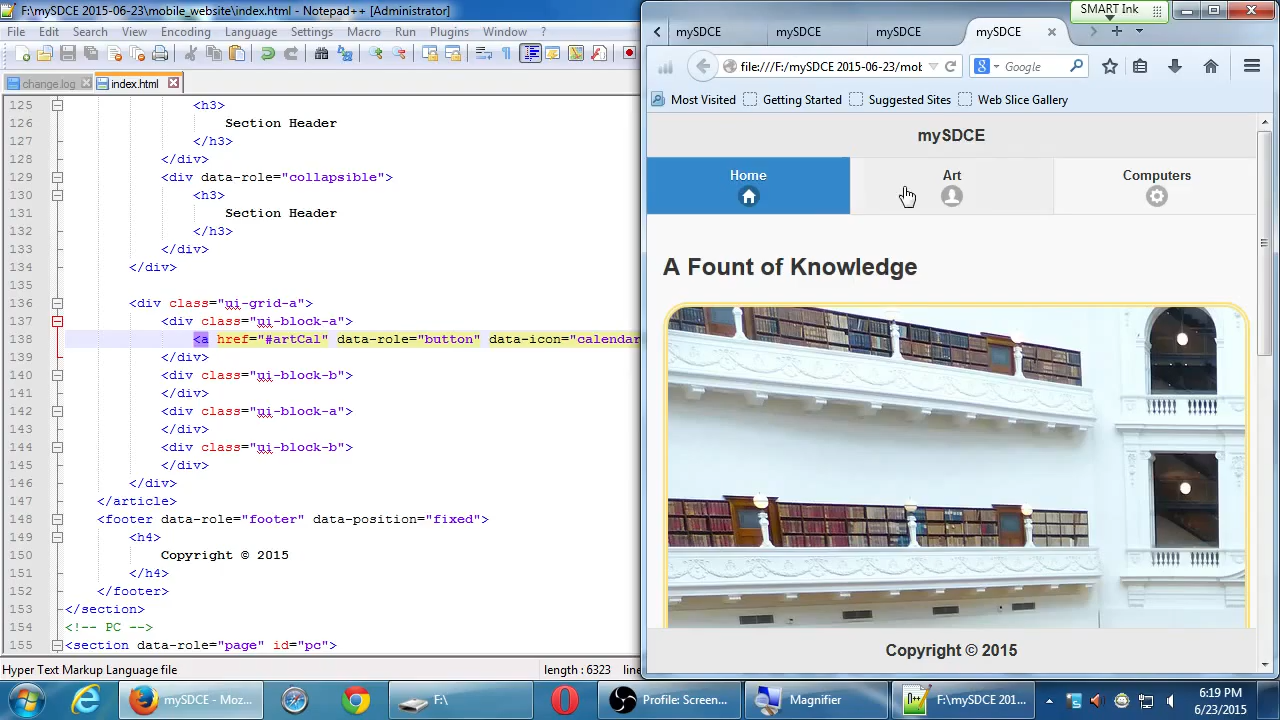 F:\mySDCE 2015-06-23\mobile_website\index.html - Notepad++ [Administrator]
File Edit Search View Encoding Language Settings Macro Run Plugins Window ?
change.log index.html
125 <h3>
126 Section Header
127 </h3>
128 </div>
129 <div data-role="collapsible">
130 <h3>
131 Section Header
132 </h3>
133 </div>
134 </div>
135
136 <div class="ui-grid-a">
137 <div class="ui-block-a">
138 <a href="#artCal" data-role="button" data-icon="calendar
139 </div>
140 <div class="ui-block-b">
141 </div>
142 <div class="ui-block-a">
143 </div>
144 <div class="ui-block-b">
145 </div>
146 </div>
147 </article>
148 <footer data-role="footer" data-position="fixed">
149 <h4>
150 Copyright © 2015
151 </h4>
152 </footer>
153 </section>
154 <!-- PC -->
155 <section data-role="page" id="pc">
Hyper Text Markup Language file length : 6323 line
SMART Ink
mySDCE mySDCE mySDCE mySDCE
file:///F:/mySDCE 2015-06-23/mob
Google
Most Visited Getting Started Suggested Sites Web Slice Gallery
mySDCE
Home Art Computers
A Fount of Knowledge
Copyright © 2015
mySDCE - Moz... F:\ Profile: Screen... Magnifier F:\mySDCE 201...
6:19 PM
6/23/2015